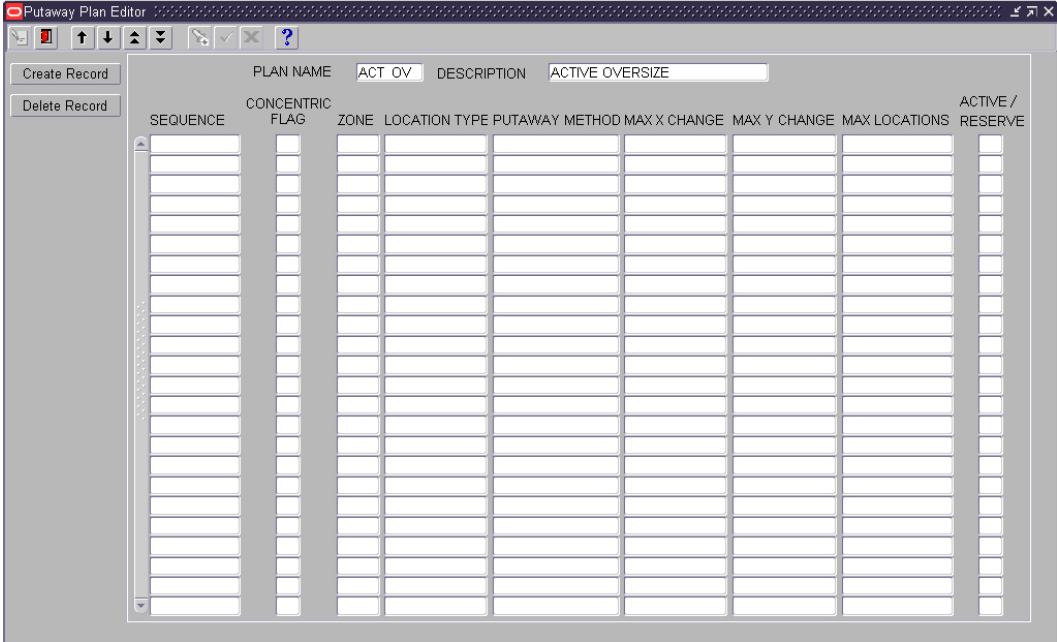 Putaway Plan Editor
?
Create Record
Delete Record
PLAN NAME ACT OV DESCRIPTION ACTIVE OVERSIZE
SEQUENCE CONCENTRIC FLAG ZONE LOCATION TYPE PUTAWAY METHOD MAX X CHANGE MAX Y CHANGE MAX LOCATIONS ACTIVE / RESERVE